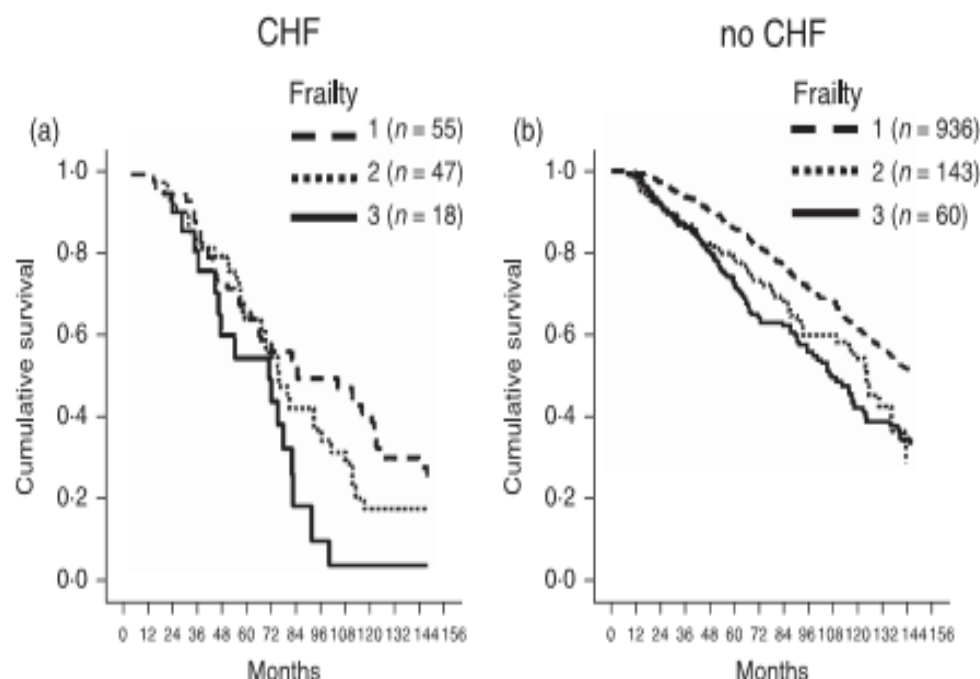 CHF
no CHF
(a)
Frailty
1 (n = 55)
2 (n = 47)
3 (n = 18)
1·0
0·8
0·6
0·4
0·2
0·0
Cumulative survival
0 12 24 36 48 60 72 84 96 108 120 132 144 156
Months
(b)
Frailty
1 (n = 936)
2 (n = 143)
3 (n = 60)
1·0
0·8
0·6
0·4
0·2
0·0
Cumulative survival
0 12 24 36 48 60 72 84 96 108 120 132 144 156
Months